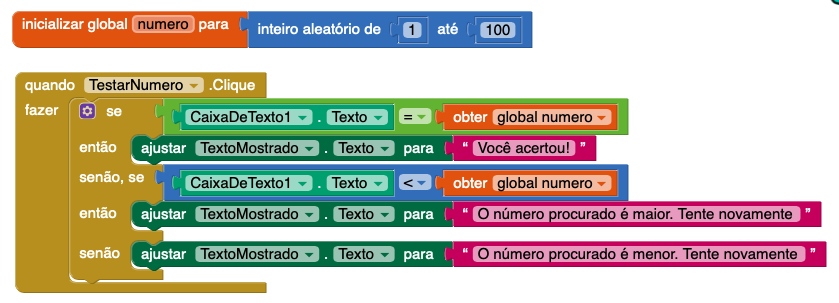 inicializar global numero para inteiro aleatório de 1 até 100
quando TestarNumero .Clique
fazer se CaixaDeTexto1 . Texto = obter global numero
então ajustar TextoMostrado . Texto para “ Você acertou! ”
senão, se CaixaDeTexto1 . Texto < obter global numero
então ajustar TextoMostrado . Texto para “ O número procurado é maior. Tente novamente ”
senão ajustar TextoMostrado . Texto para “ O número procurado é menor. Tente novamente ”